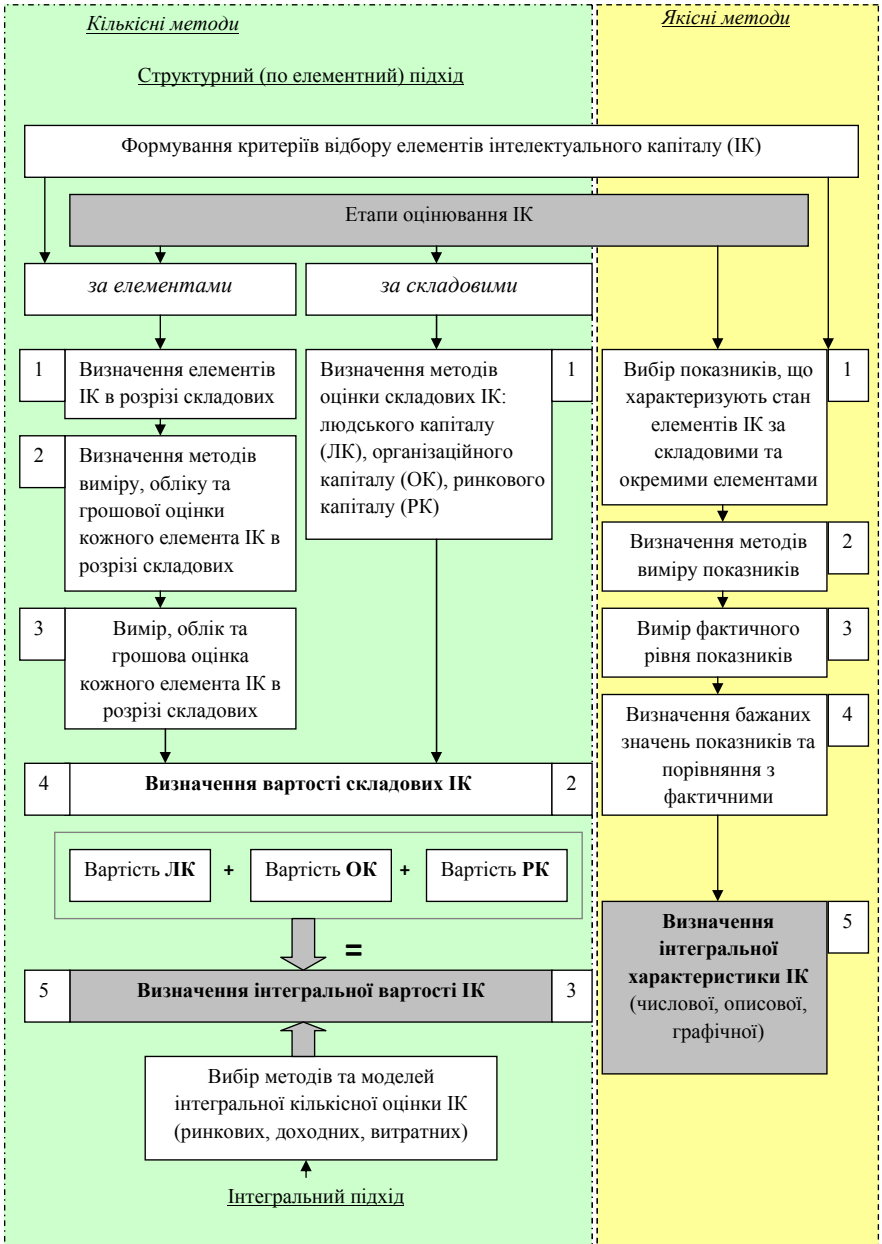 Кількісні методи
Якісні методи
Структурний (по елементний) підхід
Формування критеріїв відбору елементів інтелектуального капіталу (ІК)
Етапи оцінювання ІК
за елементами
за складовими
1
Визначення елементів
ІК в розрізі складових
2
Визначення методів
виміру, обліку та
грошової оцінки
кожного елемента ІК в
розрізі складових
3
Вимір, облік та
грошова оцінка
кожного елемента ІК в
розрізі складових
Визначення методів
оцінки складових ІК:
людського капіталу
(ЛК), організаційного
капіталу (ОК), ринкового
капіталу (РК)
1
4
Визначення вартості складових ІК
2
Вартість ЛК + Вартість ОК + Вартість РК
=
5
Визначення інтегральної вартості ІК
3
Вибір методів та моделей
інтегральної кількісної оцінки ІК
(ринкових, доходних, витратних)
Інтегральний підхід
Вибір показників, що
характеризують стан
елементів ІК за
складовими та
окремими елементами
1
Визначення методів
виміру показників
2
Вимір фактичного
рівня показників
3
Визначення бажаних
значень показників та
порівняння з
фактичними
4
Визначення
інтегральної
характеристики ІК
(числової, описової,
графічної)
5